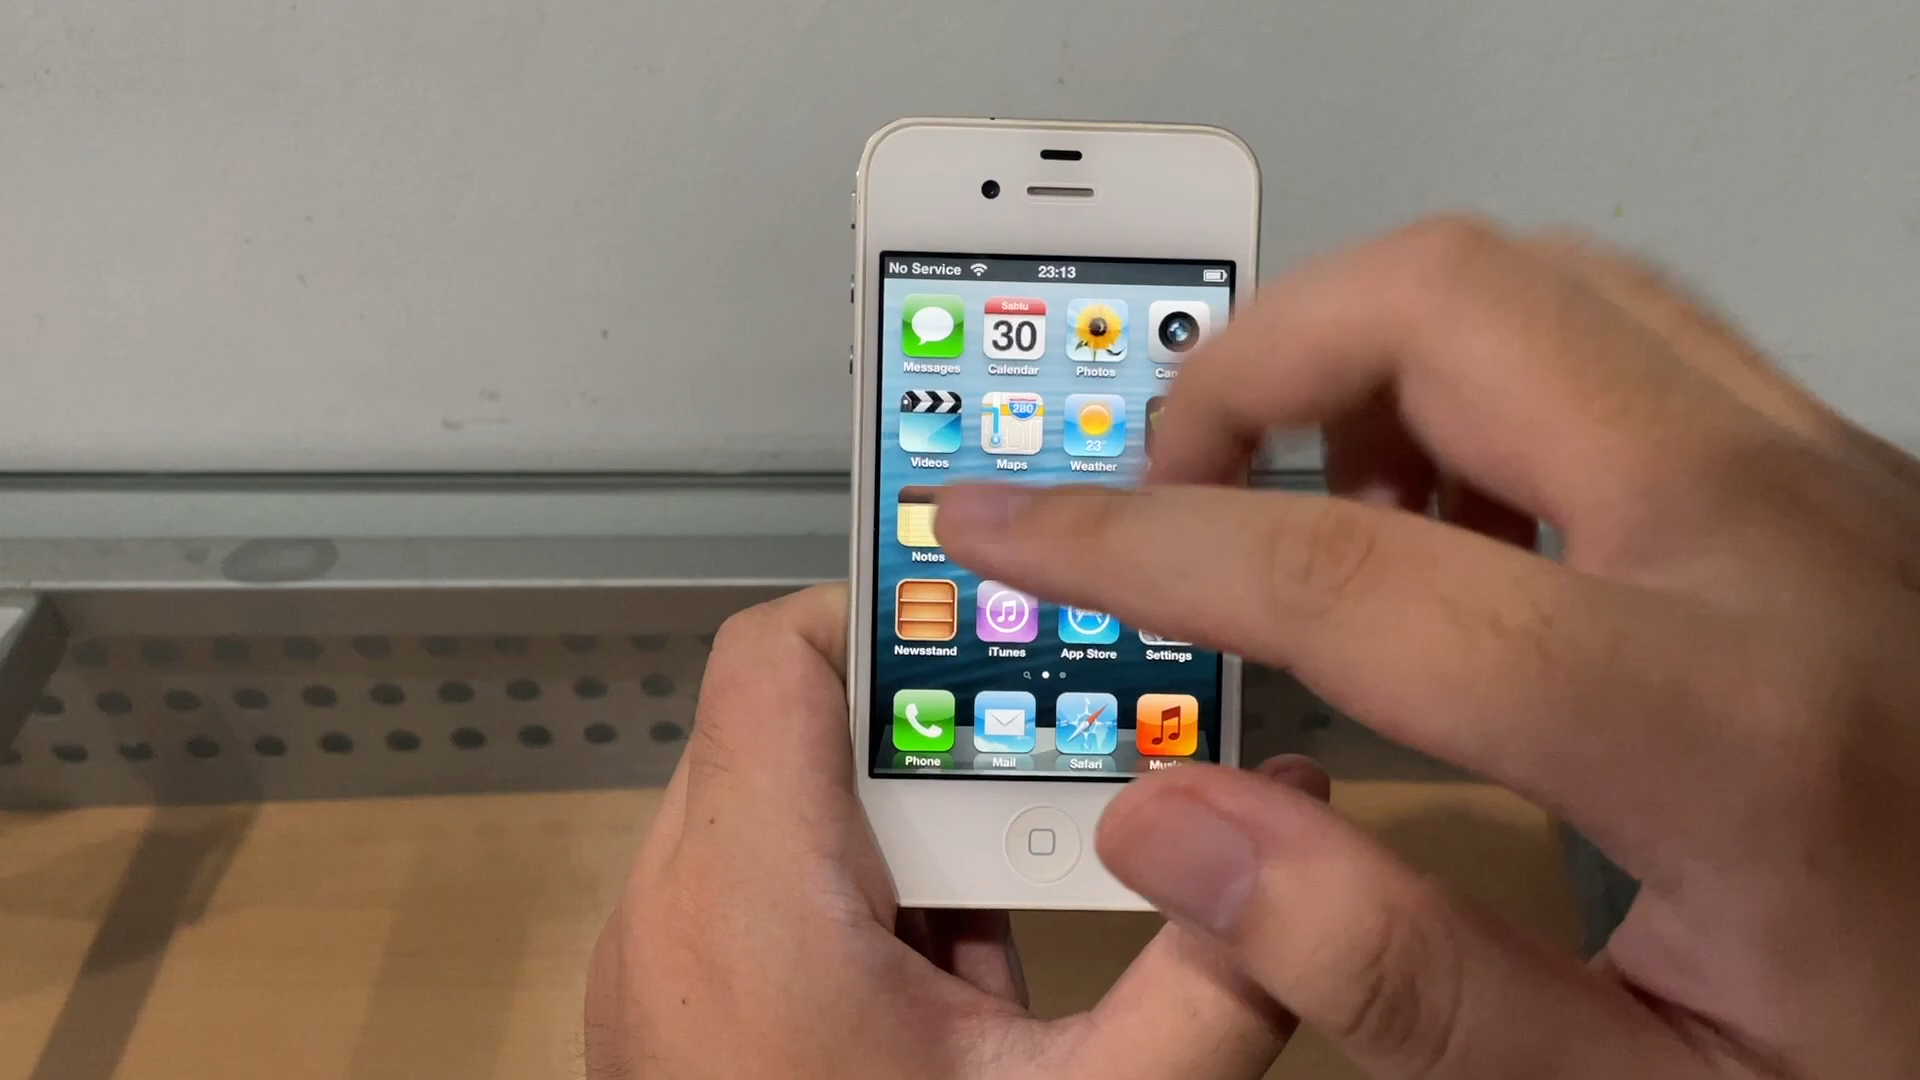 No Service 23:13
Sabtu
30
Messages Calendar Photos
280
23°
Videos Maps Weather
Notes
Newsstand iTunes App Store Settings
Phone Mail Safari